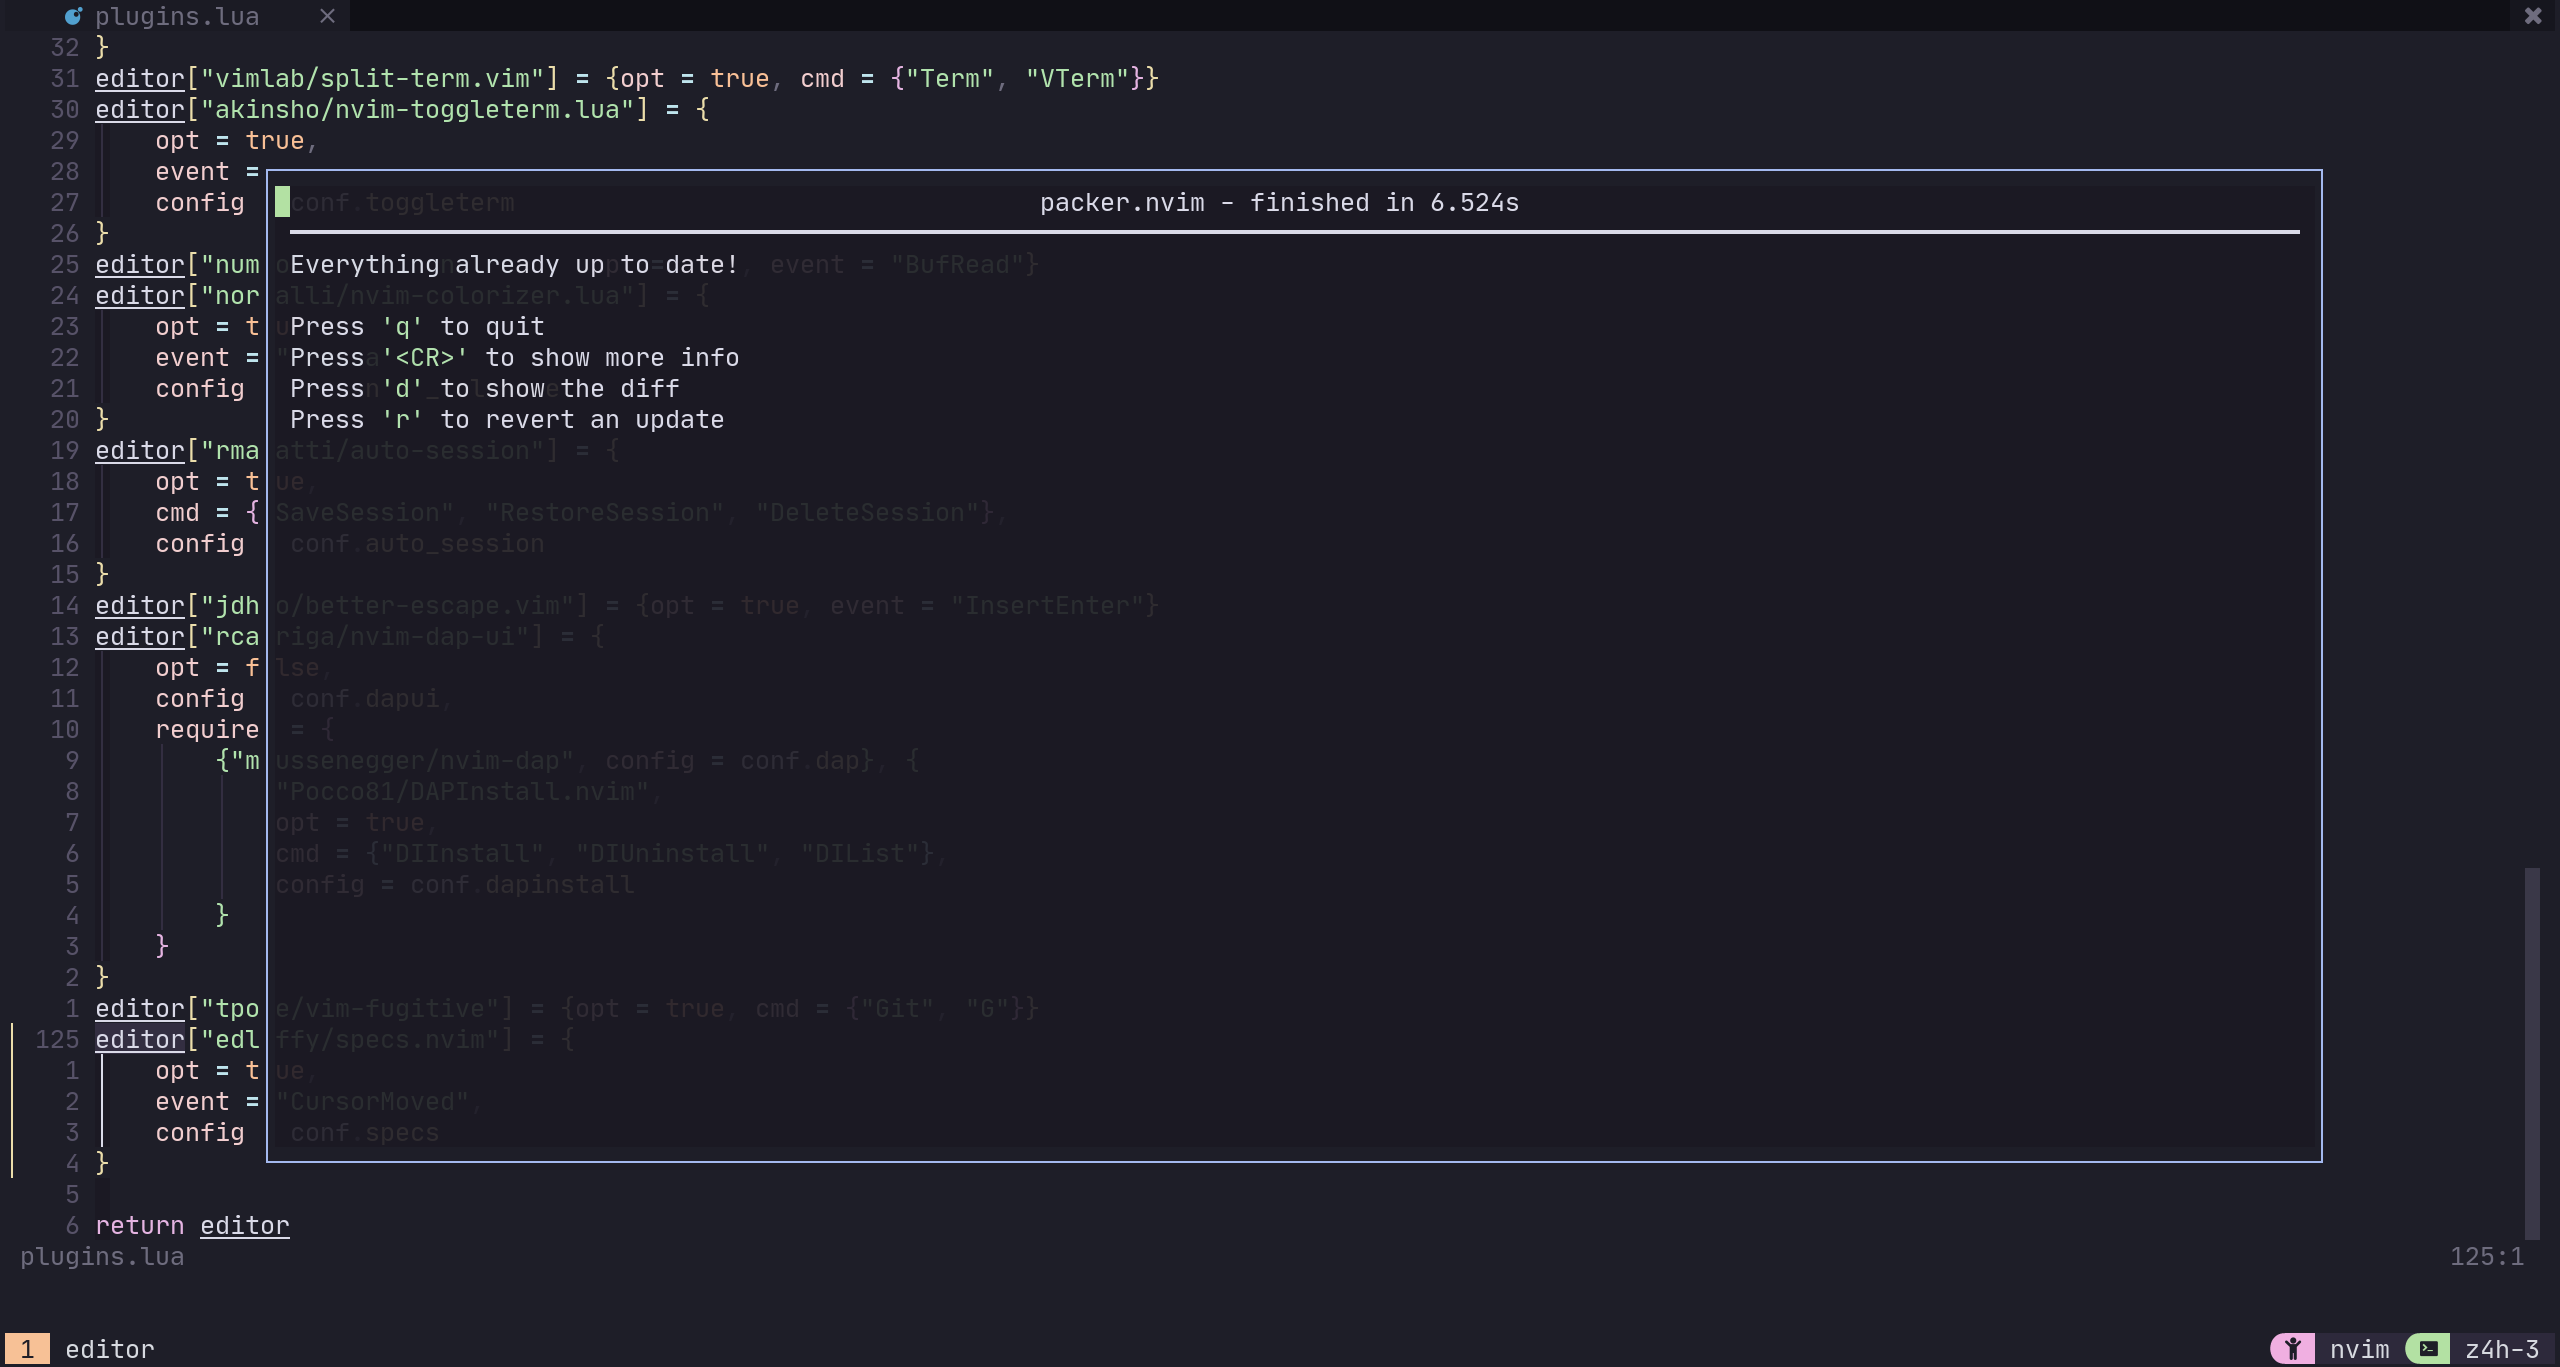 plugins.lua ×
32 }
31 editor["vimlab/split-term.vim"] = {opt = true, cmd = {"Term", "VTerm"}}
30 editor["akinsho/nvim-toggleterm.lua"] = {
29 opt = true,
28 event =
27 config conf.toggleterm packer.nvim - finished in 6.524s
26 }
25 editor["num Everything already up to date! , event = "BufRead"}
24 editor["nor alli/nvim-colorizer.lua"] = {
23 opt = t Press 'q' to quit
22 event = Press '<CR>' to show more info
21 config Press 'd' to show the diff
20 } Press 'r' to revert an update
19 editor["rma atti/auto-session"] = {
18 opt = t ue,
17 cmd = { SaveSession", "RestoreSession", "DeleteSession"},
16 config conf.auto_session
15 }
14 editor["jdh o/better-escape.vim"] = {opt = true, event = "InsertEnter"}
13 editor["rca riga/nvim-dap-ui"] = {
12 opt = f lse,
11 config conf.dapui,
10 require = {
9 {"m ussenegger/nvim-dap", config = conf.dap}, {
8 "Pocco81/DAPInstall.nvim",
7 opt = true,
6 cmd = {"DIInstall", "DIUninstall", "DIList"},
5 config = conf.dapinstall
4 }
3 }
2 }
1 editor["tpo e/vim-fugitive"] = {opt = true, cmd = {"Git", "G"}}
125 editor["edl ffy/specs.nvim"] = {
1 opt = t ue,
2 event = "CursorMoved",
3 config conf.specs
4 }
5
6 return editor
plugins.lua 125:1
1 editor nvim z4h-3